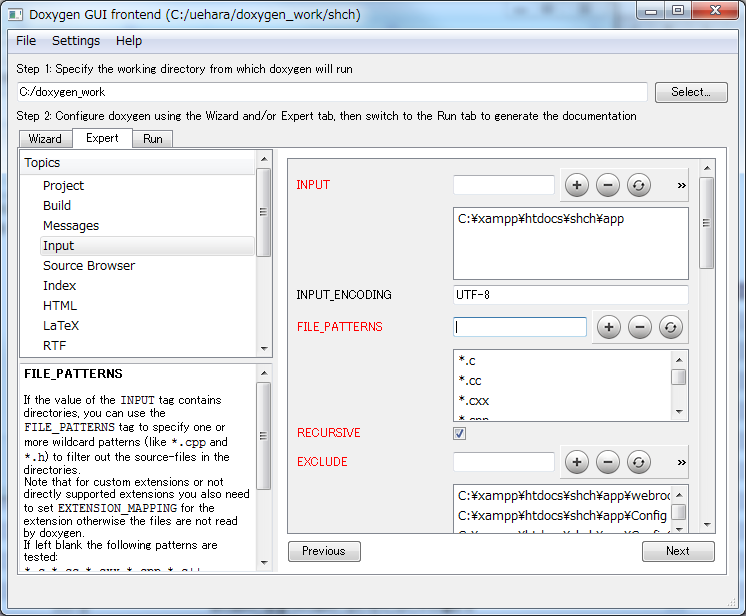 Doxygen GUI frontend (C:/uehara/doxygen_work/shch)
File Settings Help
Step 1: Specify the working directory from which doxygen will run
C:/doxygen_work
Select...
Step 2: Configure doxygen using the Wizard and/or Expert tab, then switch to the Run tab to generate the documentation
Wizard Expert Run
Topics
Project
Build
Messages
Input
Source Browser
Index
HTML
LaTeX
RTF
FILE_PATTERNS
If the value of the INPUT tag contains
directories, you can use the
FILE_PATTERNS tag to specify one or
more wildcard patterns (like *.cpp and
*.h) to filter out the source-files in the
directories.
Note that for custom extensions or not
directly supported extensions you also need
to set EXTENSION_MAPPING for the
extension otherwise the files are not read
by doxygen.
If left blank the following patterns are
tested:
*.c,*.cc,*.cxx,*.cpp,*.c++,
INPUT
C:¥xampp¥htdocs¥shch¥app
INPUT_ENCODING
UTF-8
FILE_PATTERNS
*.c
*.cc
*.cxx
*.cpp
RECURSIVE
EXCLUDE
C:¥xampp¥htdocs¥shch¥app¥webroo
C:¥xampp¥htdocs¥shch¥app¥Config
Previous
Next